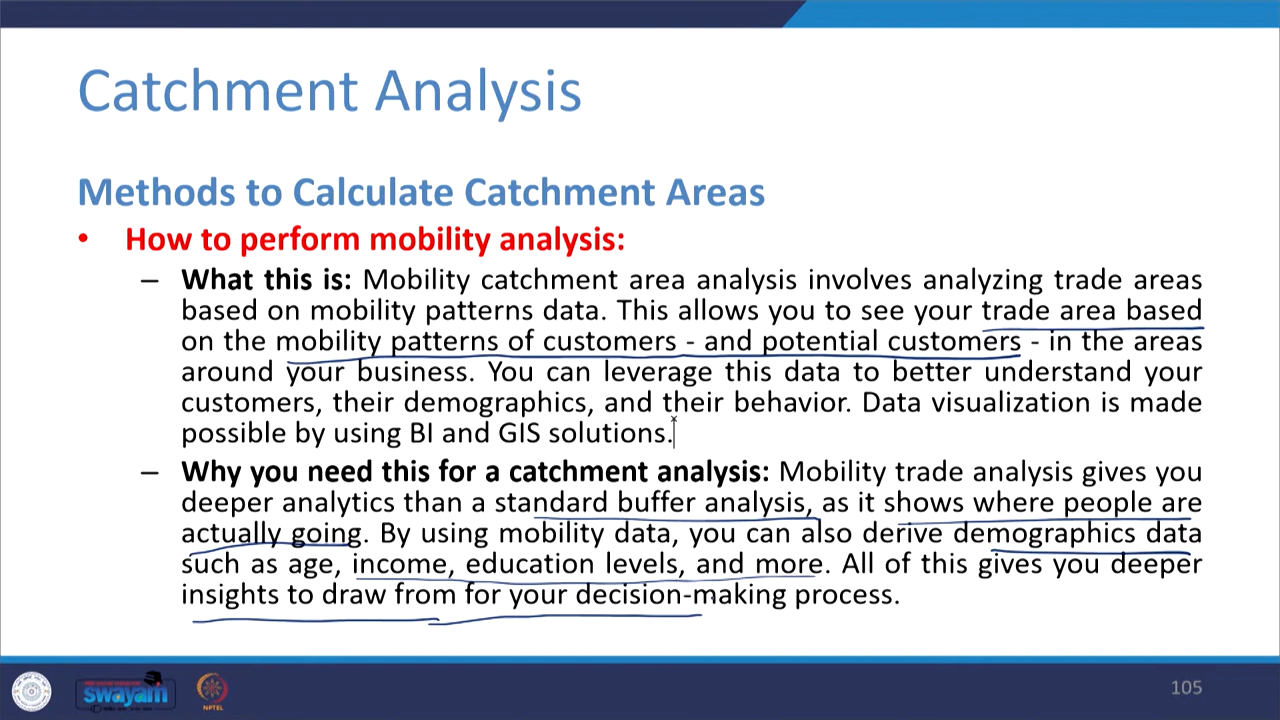 Catchment Analysis
Methods to Calculate Catchment Areas
• How to perform mobility analysis:
– What this is: Mobility catchment area analysis involves analyzing trade areas
based on mobility patterns data. This allows you to see your trade area based
on the mobility patterns of customers - and potential customers - in the areas
around your business. You can leverage this data to better understand your
customers, their demographics, and their behavior. Data visualization is made
possible by using BI and GIS solutions.
– Why you need this for a catchment analysis: Mobility trade analysis gives you
deeper analytics than a standard buffer analysis, as it shows where people are
actually going. By using mobility data, you can also derive demographics data
such as age, income, education levels, and more. All of this gives you deeper
insights to draw from for your decision-making process.
swayam
NPTEL
105